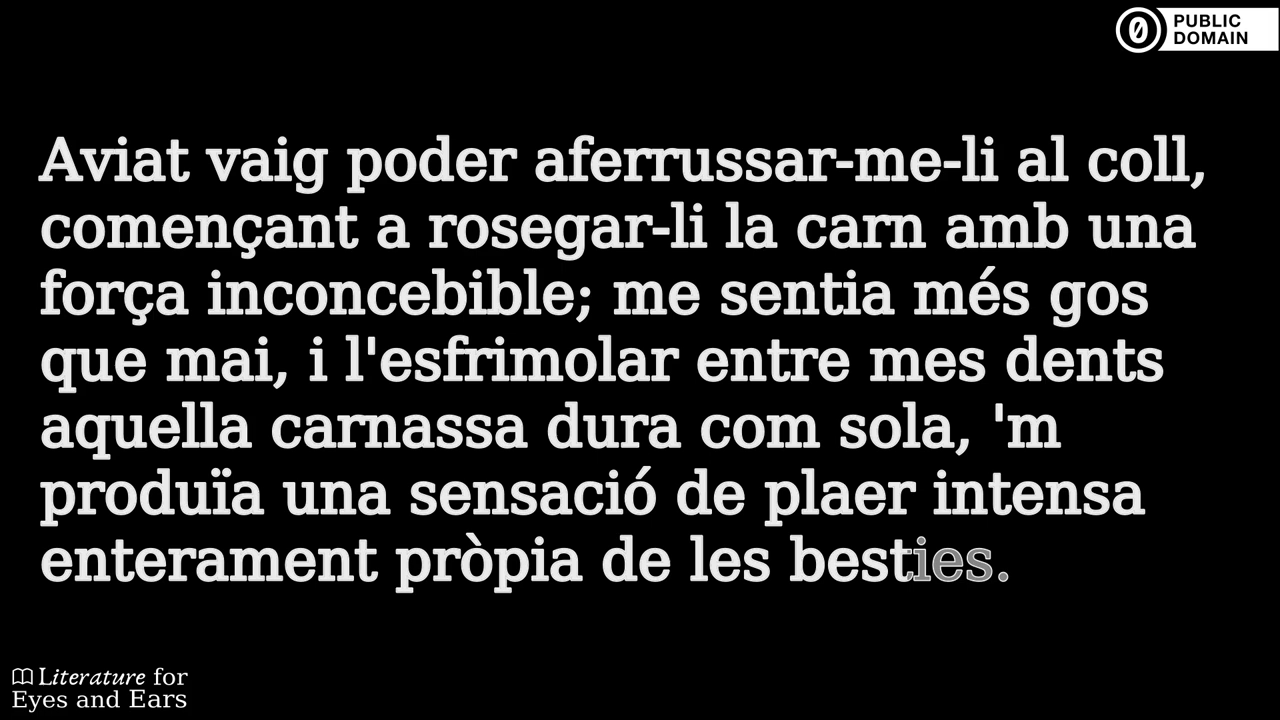 PUBLIC
DOMAIN
Aviat vaig poder aferrussar-me-li al coll,
començant a rosegar-li la carn amb una
força inconcebible; me sentia més gos
que mai, i l'esfrimolar entre mes dents
aquella carnassa dura com sola, 'm
produïa una sensació de plaer intensa
enterament pròpia de les besties.
Literature for
Eyes and Ears